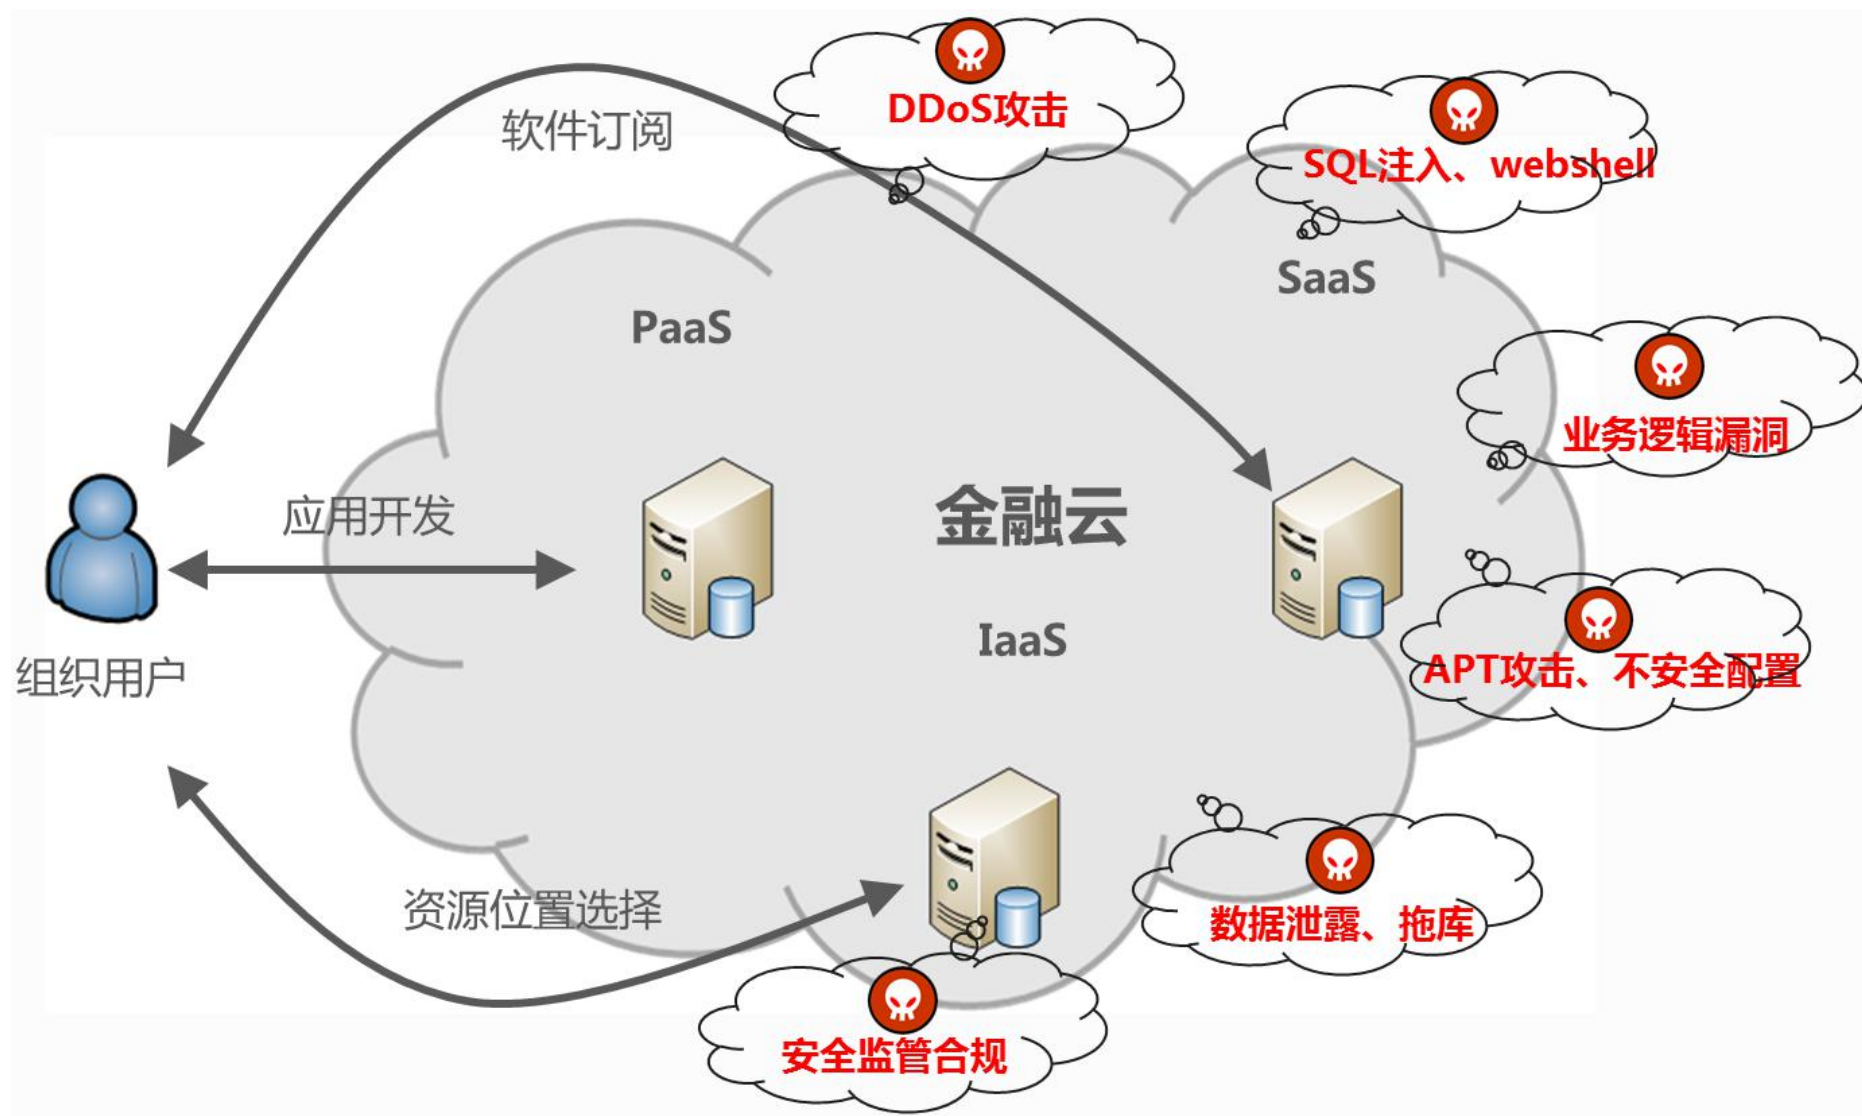 DDoS攻击
软件订阅
SQL注入、webshell
SaaS
PaaS
业务逻辑漏洞
应用开发
金融云
IaaS
组织用户
APT攻击、不安全配置
资源位置选择
数据泄露、拖库
安全监管合规